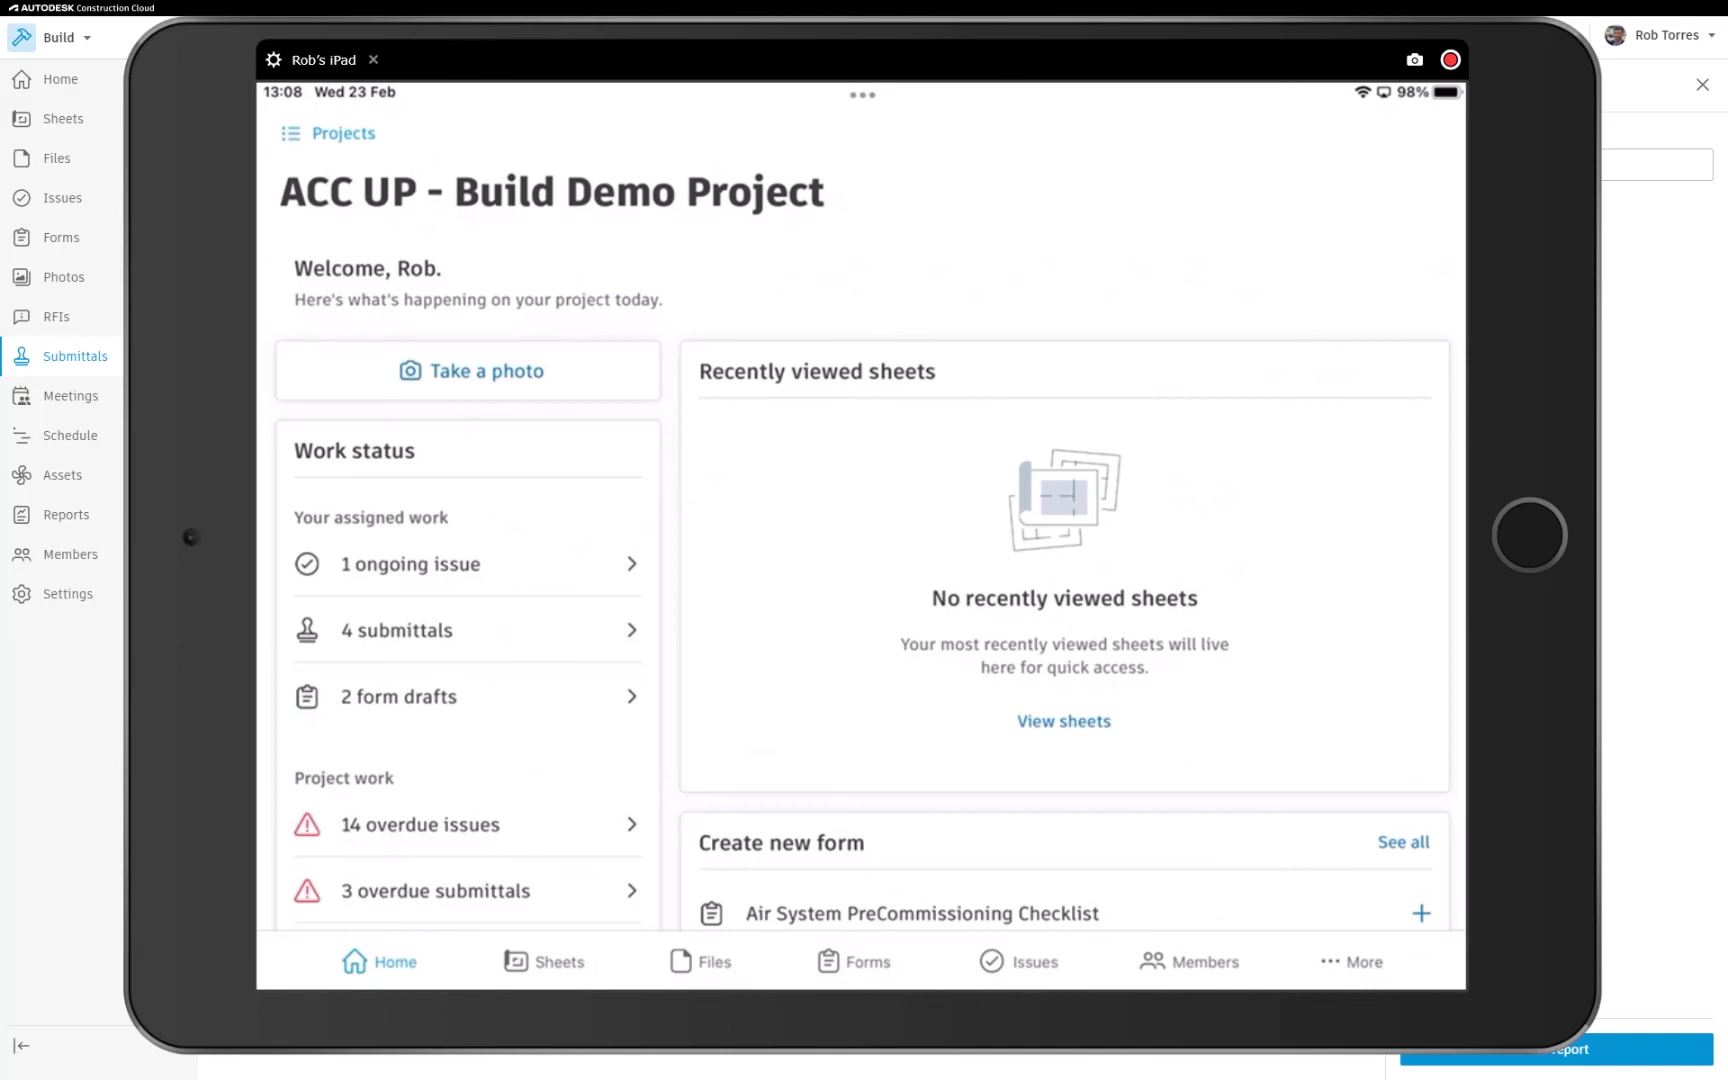 AUTODESK Construction Cloud
Build
Rob Torres
Home
Sheets
Files
Issues
Forms
Photos
RFIs
Submittals
Meetings
Schedule
Assets
Reports
Members
Settings
Rob's iPad
13:08 Wed 23 Feb
98%
Projects
ACC UP - Build Demo Project
Welcome, Rob.
Here's what's happening on your project today.
Take a photo
Work status
Your assigned work
1 ongoing issue
4 submittals
2 form drafts
Project work
14 overdue issues
3 overdue submittals
Recently viewed sheets
No recently viewed sheets
Your most recently viewed sheets will live
here for quick access.
View sheets
Create new form
See all
Air System PreCommissioning Checklist
Home
Sheets
Files
Forms
Issues
Members
More